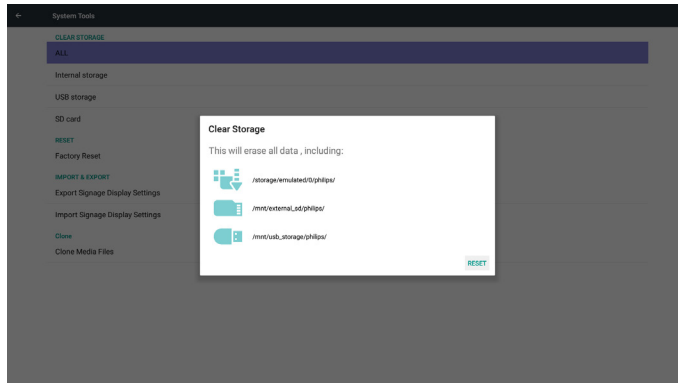 System Tools
CLEAR STORAGE
ALL
Internal storage
USB storage
SD card
RESET
Factory Reset
IMPORT & EXPORT
Export Signage Display Settings
Import Signage Display Settings
Clone
Clone Media Files
Clear Storage
This will erase all data , including:
/storage/emulated/0/philips/
/mnt/external_sd/philips/
/mnt/usb_storage/philips/
RESET